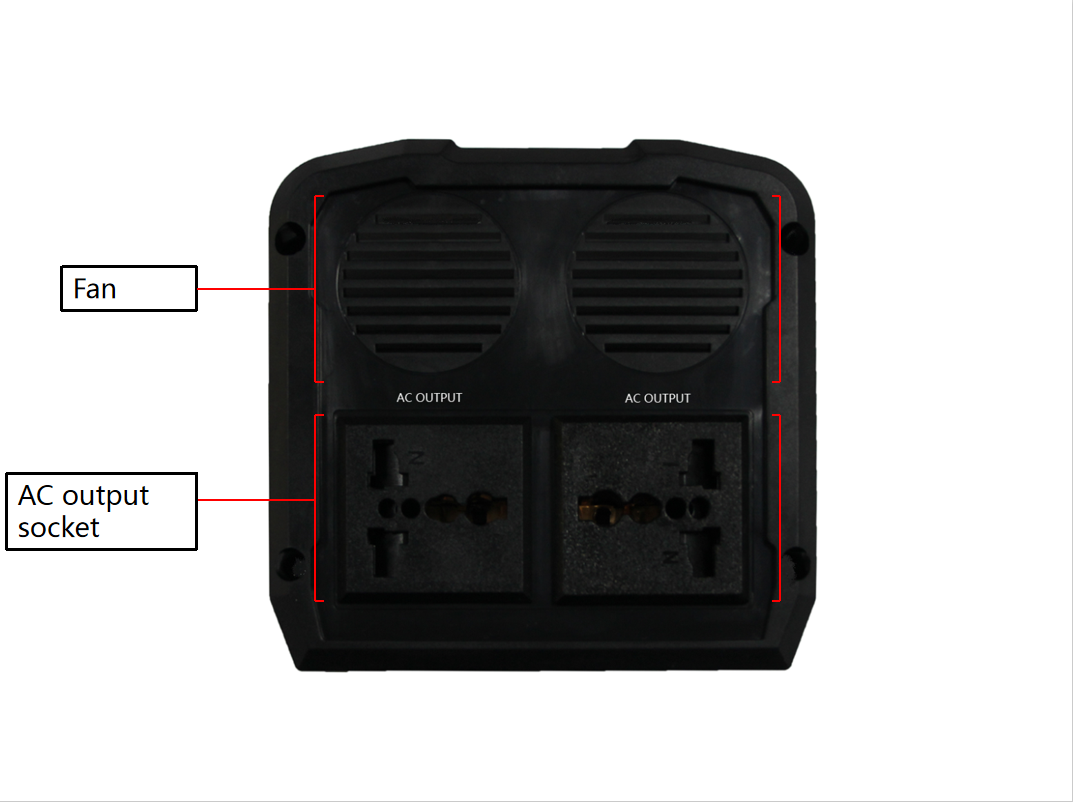 Fan
AC OUTPUT
AC OUTPUT
AC output
socket
N
L
N